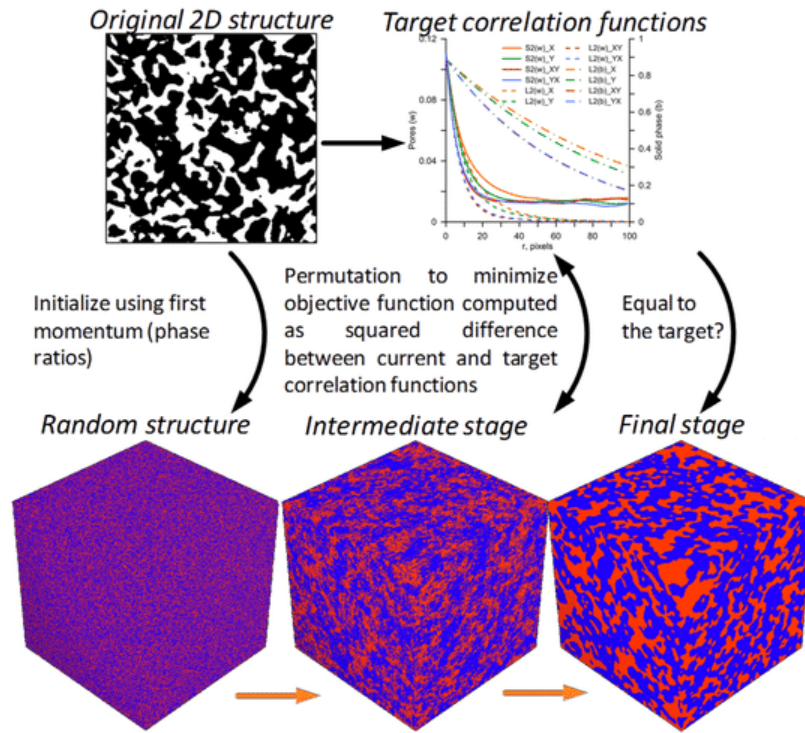 Original 2D structure
Target correlation functions
0.12
0.08
0.04
0
Pores (w)
S2(w)_X
S2(w)_Y
S2(w)_XY
S2(w)_YX
L2(w)_X
L2(w)_Y
L2(w)_XY
L2(w)_YX
L2(b)_X
L2(b)_Y
L2(b)_XY
L2(b)_YX
1
0.8
0.6
0.4
0.2
0
Solid phase (b)
0 20 40 60 80 100
r, pixels
Initialize using first
momentum (phase
ratios)
Permutation to minimize
objective function computed
as squared difference
between current and target
correlation functions
Equal to
the target?
Random structure
Intermediate stage
Final stage